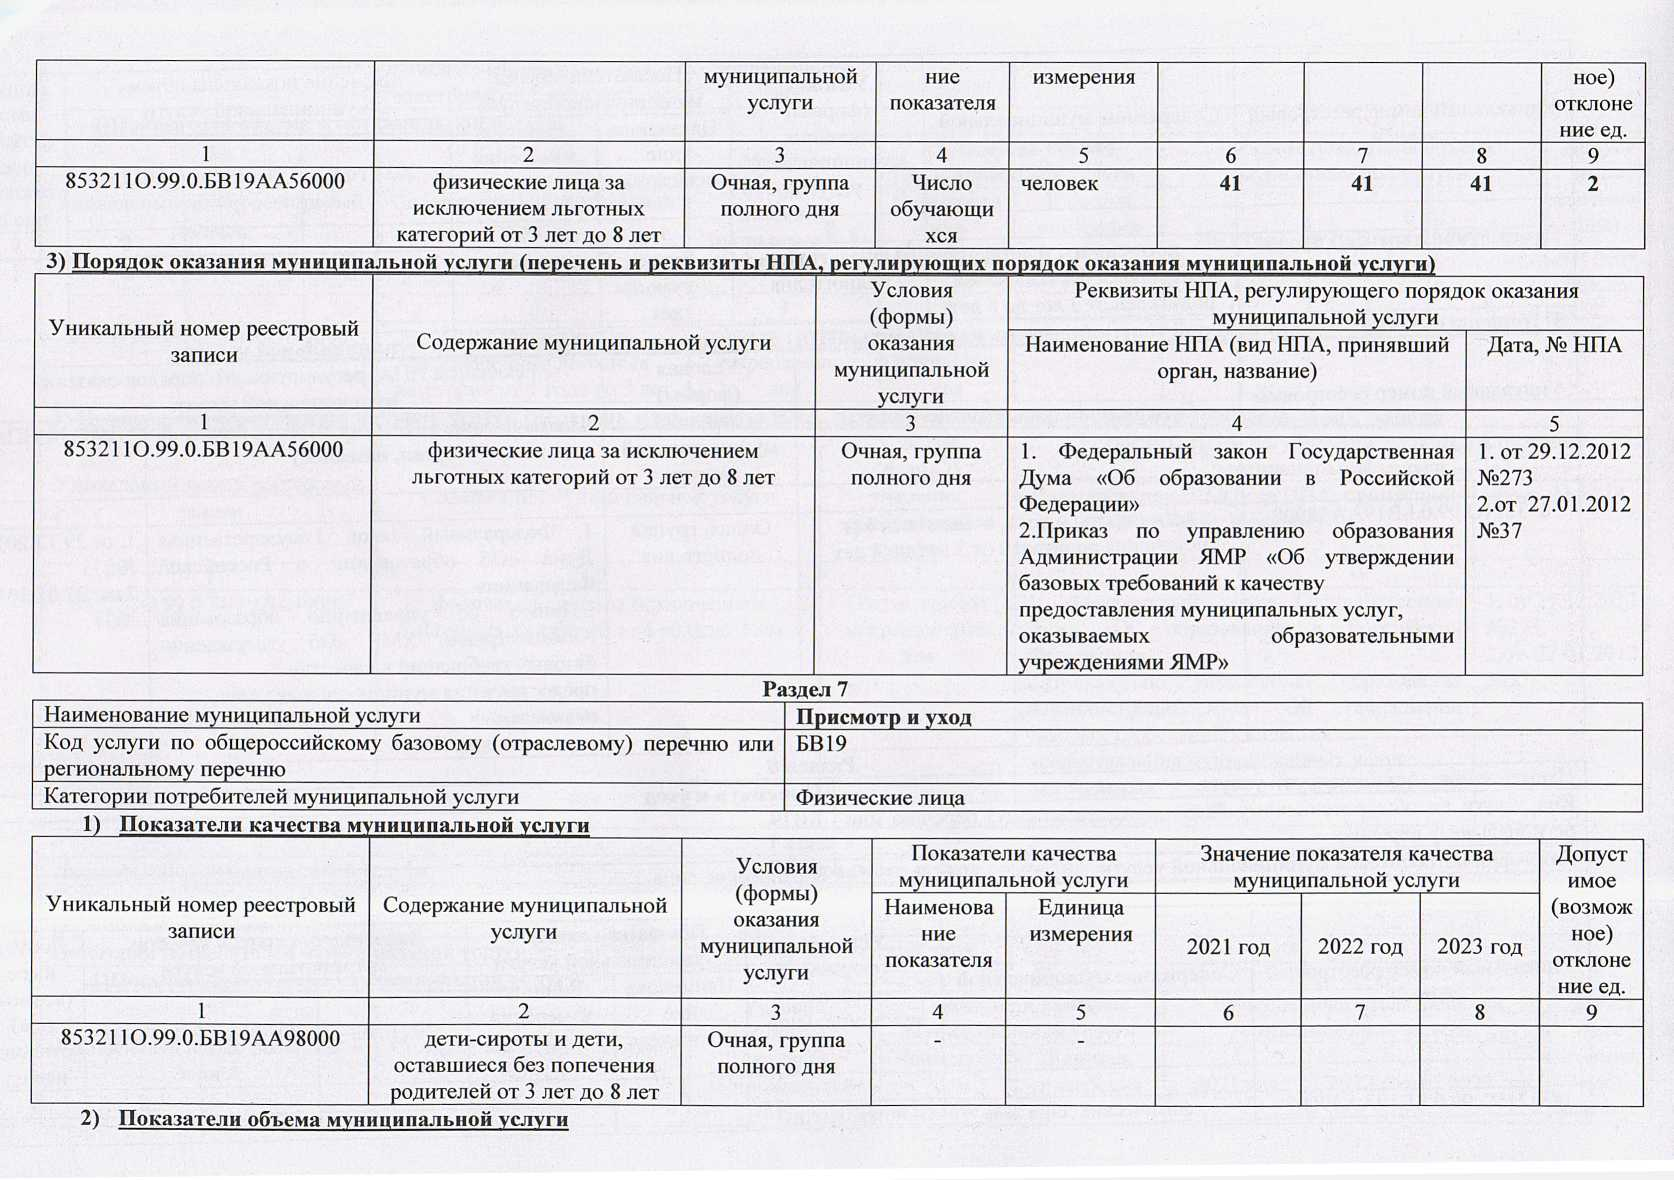 муниципальной услуги
ние показателя
измерения
ное) отклоне ние ед.
1 2 3 4 5 6 7 8 9
853211О.99.0.БВ19АА56000
физические лица за исключением льготных категорий от 3 лет до 8 лет
Очная, группа полного дня
Число обучающи хся
человек
41 41 41 2
3) Порядок оказания муниципальной услуги (перечень и реквизиты НПА, регулирующих порядок оказания муниципальной услуги)
Уникальный номер реестровый записи
Содержание муниципальной услуги
Условия (формы) оказания муниципальной услуги
Реквизиты НПА, регулирующего порядок оказания муниципальной услуги
Наименование НПА (вид НПА, принявший орган, название)
Дата, № НПА
1 2 3 4 5
853211О.99.0.БВ19АА56000
физические лица за исключением льготных категорий от 3 лет до 8 лет
Очная, группа полного дня
1. Федеральный закон Государственная
Дума «Об образовании в Российской
Федерации»
2.Приказ по управлению образования
Администрации ЯМР «Об утверждении
базовых требований к качеству
предоставления муниципальных услуг,
оказываемых образовательными
учреждениями ЯМР»
1. от 29.12.2012
№273
2.от 27.01.2012
№37
Раздел 7
Наименование муниципальной услуги
Присмотр и уход
Код услуги по общероссийскому базовому (отраслевому) перечню или
региональному перечню
БВ19
Категории потребителей муниципальной услуги
Физические лица
1) Показатели качества муниципальной услуги
Уникальный номер реестровый записи
Содержание муниципальной услуги
Условия (формы) оказания муниципальной услуги
Показатели качества муниципальной услуги
Наименова ние показателя
Единица измерения
Значение показателя качества муниципальной услуги
2021 год
2022 год
2023 год
Допуст имое (возмож ное) отклоне ние ед.
1 2 3 4 5 6 7 8 9
853211О.99.0.БВ19АА98000
дети-сироты и дети, оставшиеся без попечения родителей от 3 лет до 8 лет
Очная, группа полного дня
- -
2) Показатели объема муниципальной услуги